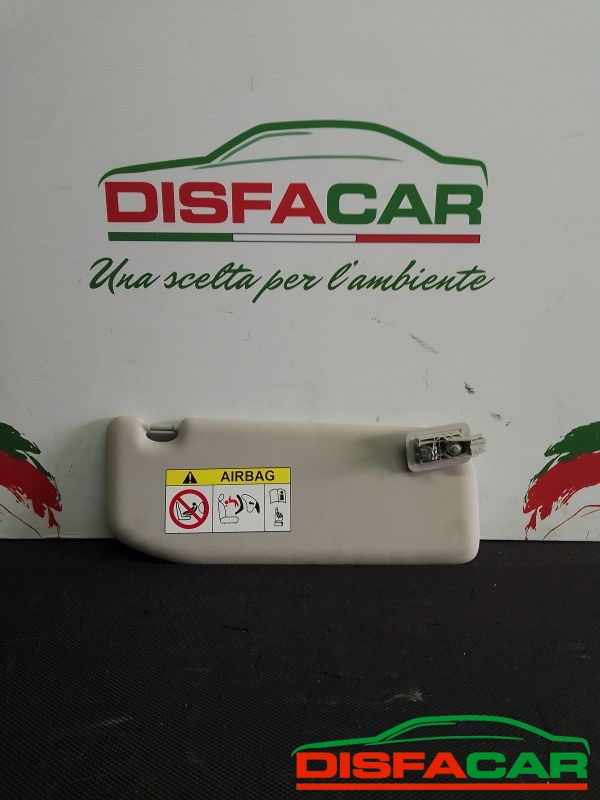 DISFACAR
Una scelta per l'ambiente
AIRBAG
DISFACAR